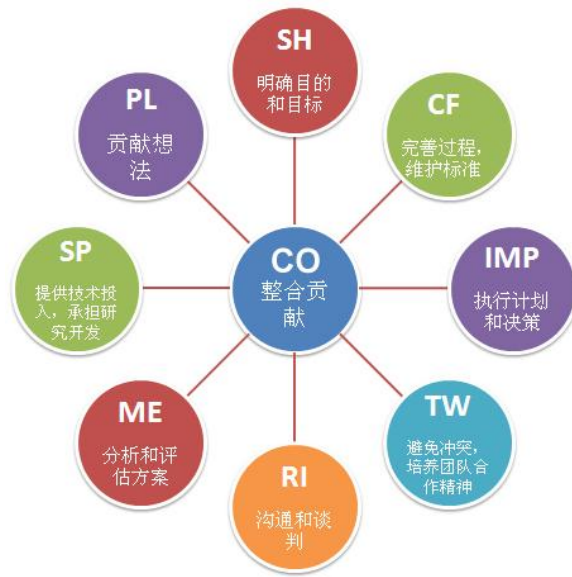 SH
明确目的
和目标
PL
贡献想
法
CF
完善过程，
维护标准
SP
提供技术投
入，承担研
究开发
CO
整合贡
献
IMP
执行计划
和决策
ME
分析和评
估方案
TW
避免冲突，
培养团队合
作精神
RI
沟通和谈
判